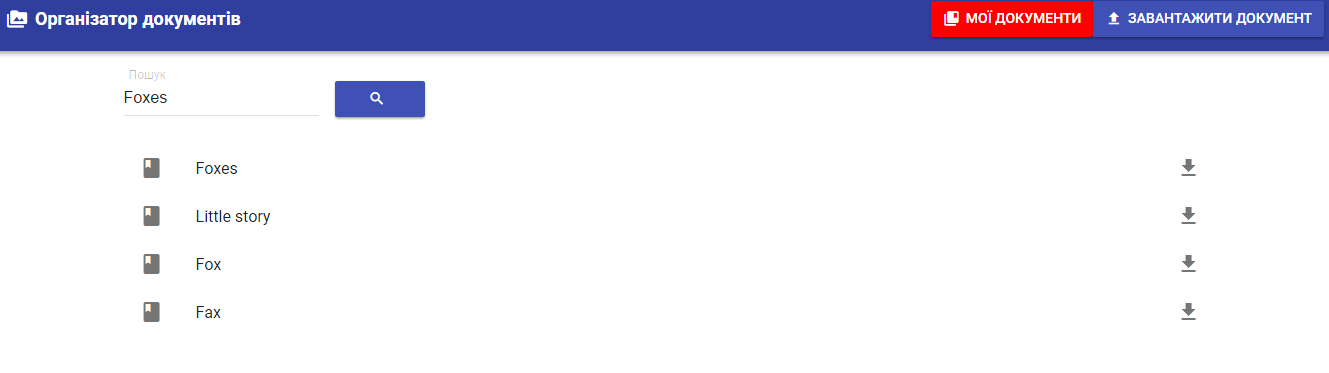 Організатор документів
МОЇ ДОКУМЕНТИ
ЗАВАНТАЖИТИ ДОКУМЕНТ
Пошук
Foxes
Foxes
Little story
Fox
Fax